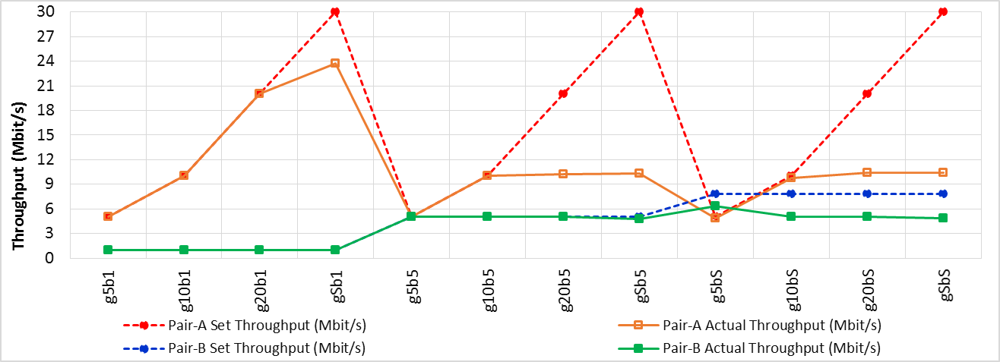 Throughput (Mbit/s)
30
27
24
21
18
15
12
9
6
3
0
g5b1
g10b1
g20b1
gSb1
g5b5
g10b5
g20b5
gSb5
g5bS
g10bS
g20bS
gSbS
Pair-A Set Throughput (Mbit/s)
Pair-A Actual Throughput (Mbit/s)
Pair-B Set Throughput (Mbit/s)
Pair-B Actual Throughput (Mbit/s)